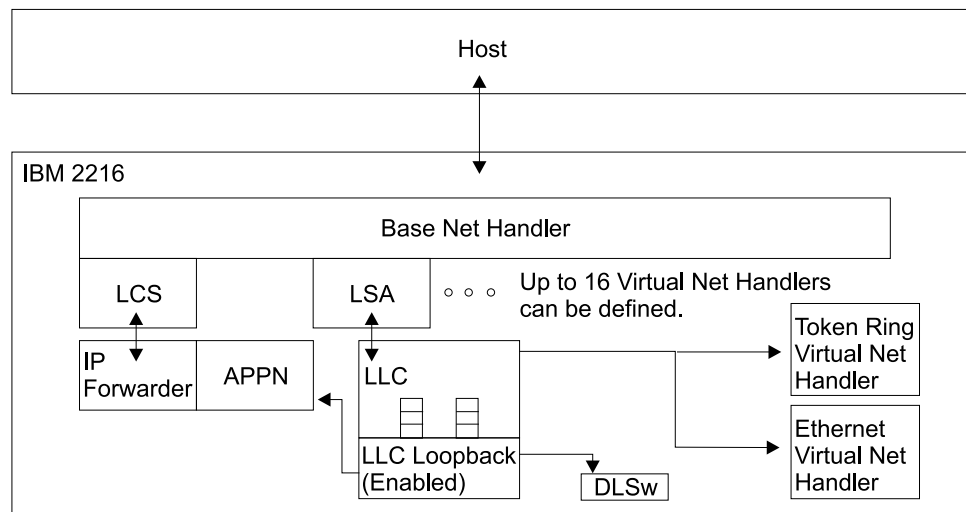 Host
IBM 2216
Base Net Handler
LCS
LSA
Up to 16 Virtual Net Handlers
can be defined.
IP
Forwarder
APPN
LLC
LLC Loopback
(Enabled)
DLSw
Token Ring
Virtual Net
Handler
Ethernet
Virtual Net
Handler